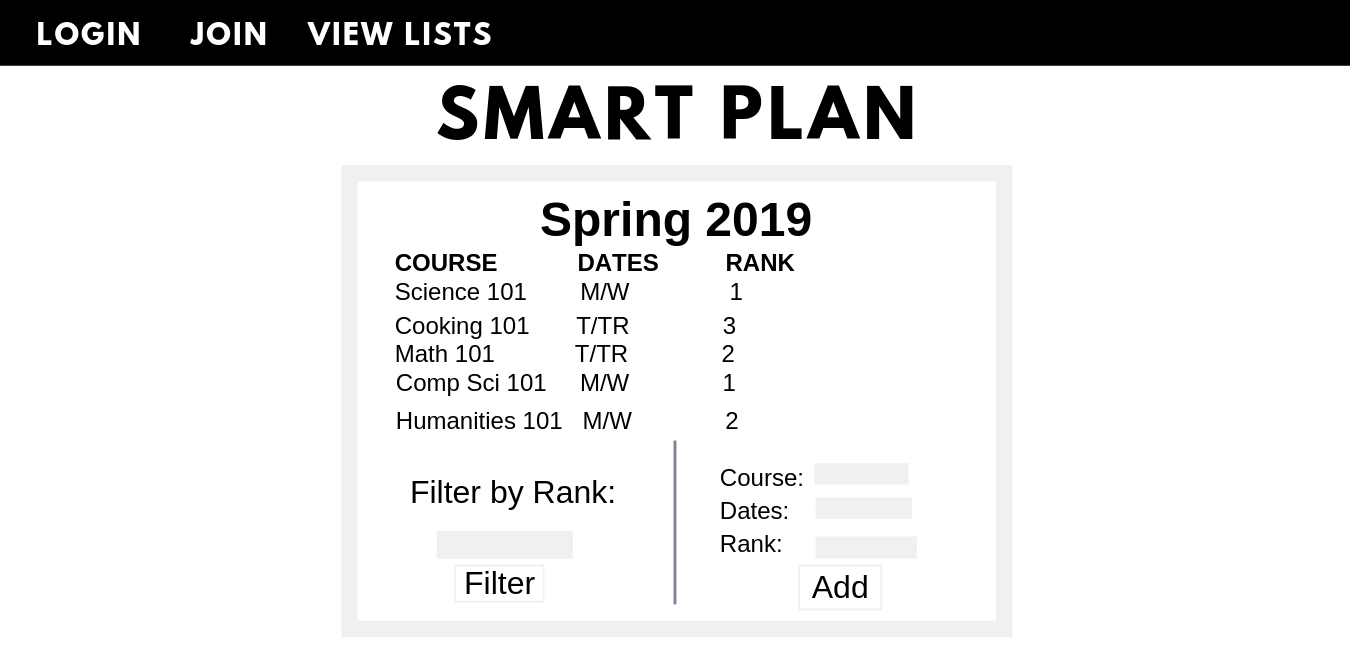 LOGIN JOIN VIEW LISTS
SMART PLAN
Spring 2019
COURSE DATES RANK
Science 101 M/W 1
Cooking 101 T/TR 3
Math 101 T/TR 2
Comp Sci 101 M/W 1
Humanities 101 M/W 2
Filter by Rank:
Filter
Course:
Dates:
Rank:
Add